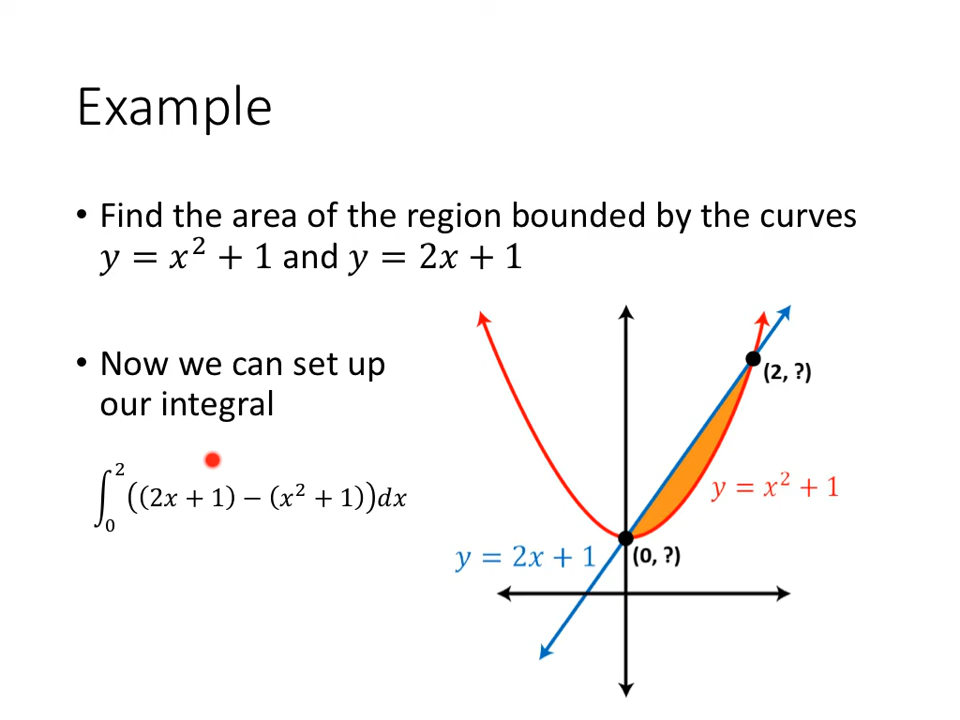 Example
• Find the area of the region bounded by the curves
y = x² + 1 and y = 2x + 1
• Now we can set up
our integral
∫₀² ((2x + 1) − (x² + 1))dx
(2, ?)
y = x² + 1
y = 2x + 1
(0, ?)